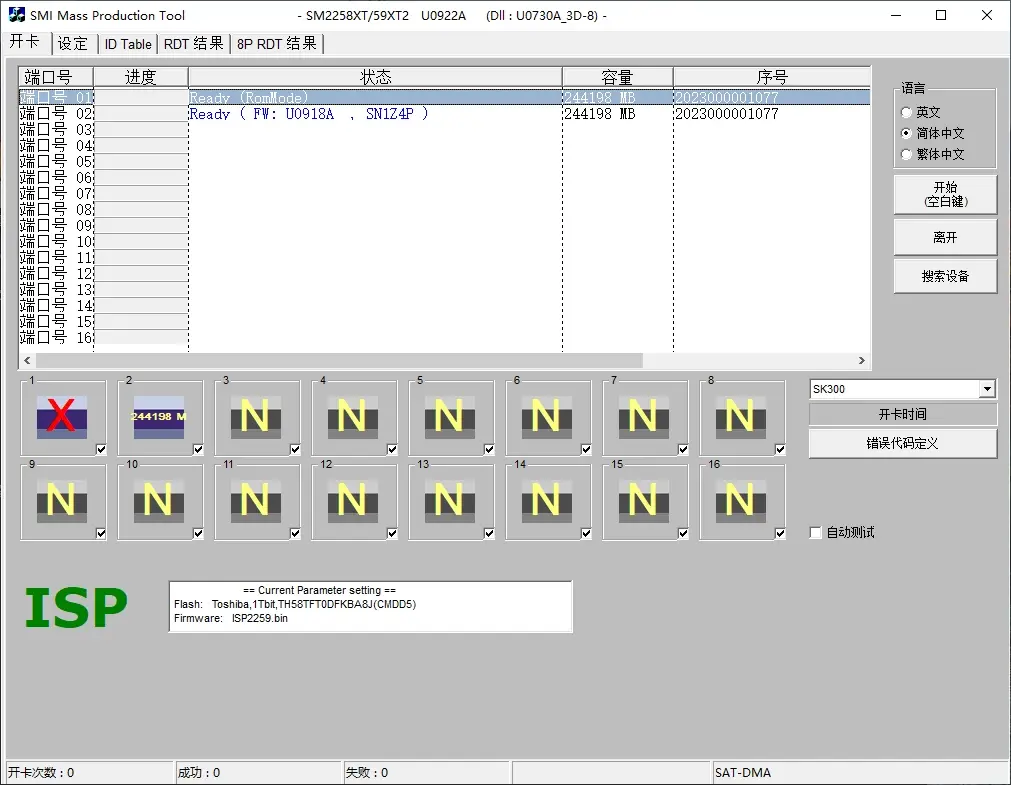 SMI Mass Production Tool - SM2258XT/59XT2 U0922A (Dll : U0730A_3D-8) -
开卡 设定 ID Table RDT 结果 8P RDT 结果
端口号 进度 状态 容量 序号
端口号 01 Ready (RomMode) 244198 MB 2023000001077
端口号 02 Ready ( FW: U0918A , SN1Z4P ) 244198 MB 2023000001077
端口号 03
端口号 04
端口号 05
端口号 06
端口号 07
端口号 08
端口号 09
端口号 10
端口号 11
端口号 12
端口号 13
端口号 14
端口号 15
端口号 16
语言
英文
简体中文
繁体中文
开始
(空白键)
离开
搜索设备
1 2 3 4 5 6 7 8
X 244198 M N N N N N N
9 10 11 12 13 14 15 16
N N N N N N N N
SK300
开卡时间
错误代码定义
自动测试
ISP
== Current Parameter setting ==
Flash: Toshiba,1Tbit,TH58TFT0DFKBA8J(CMDD5)
Firmware: ISP2259.bin
开卡次数 : 0 成功 : 0 失败 : 0 SAT-DMA